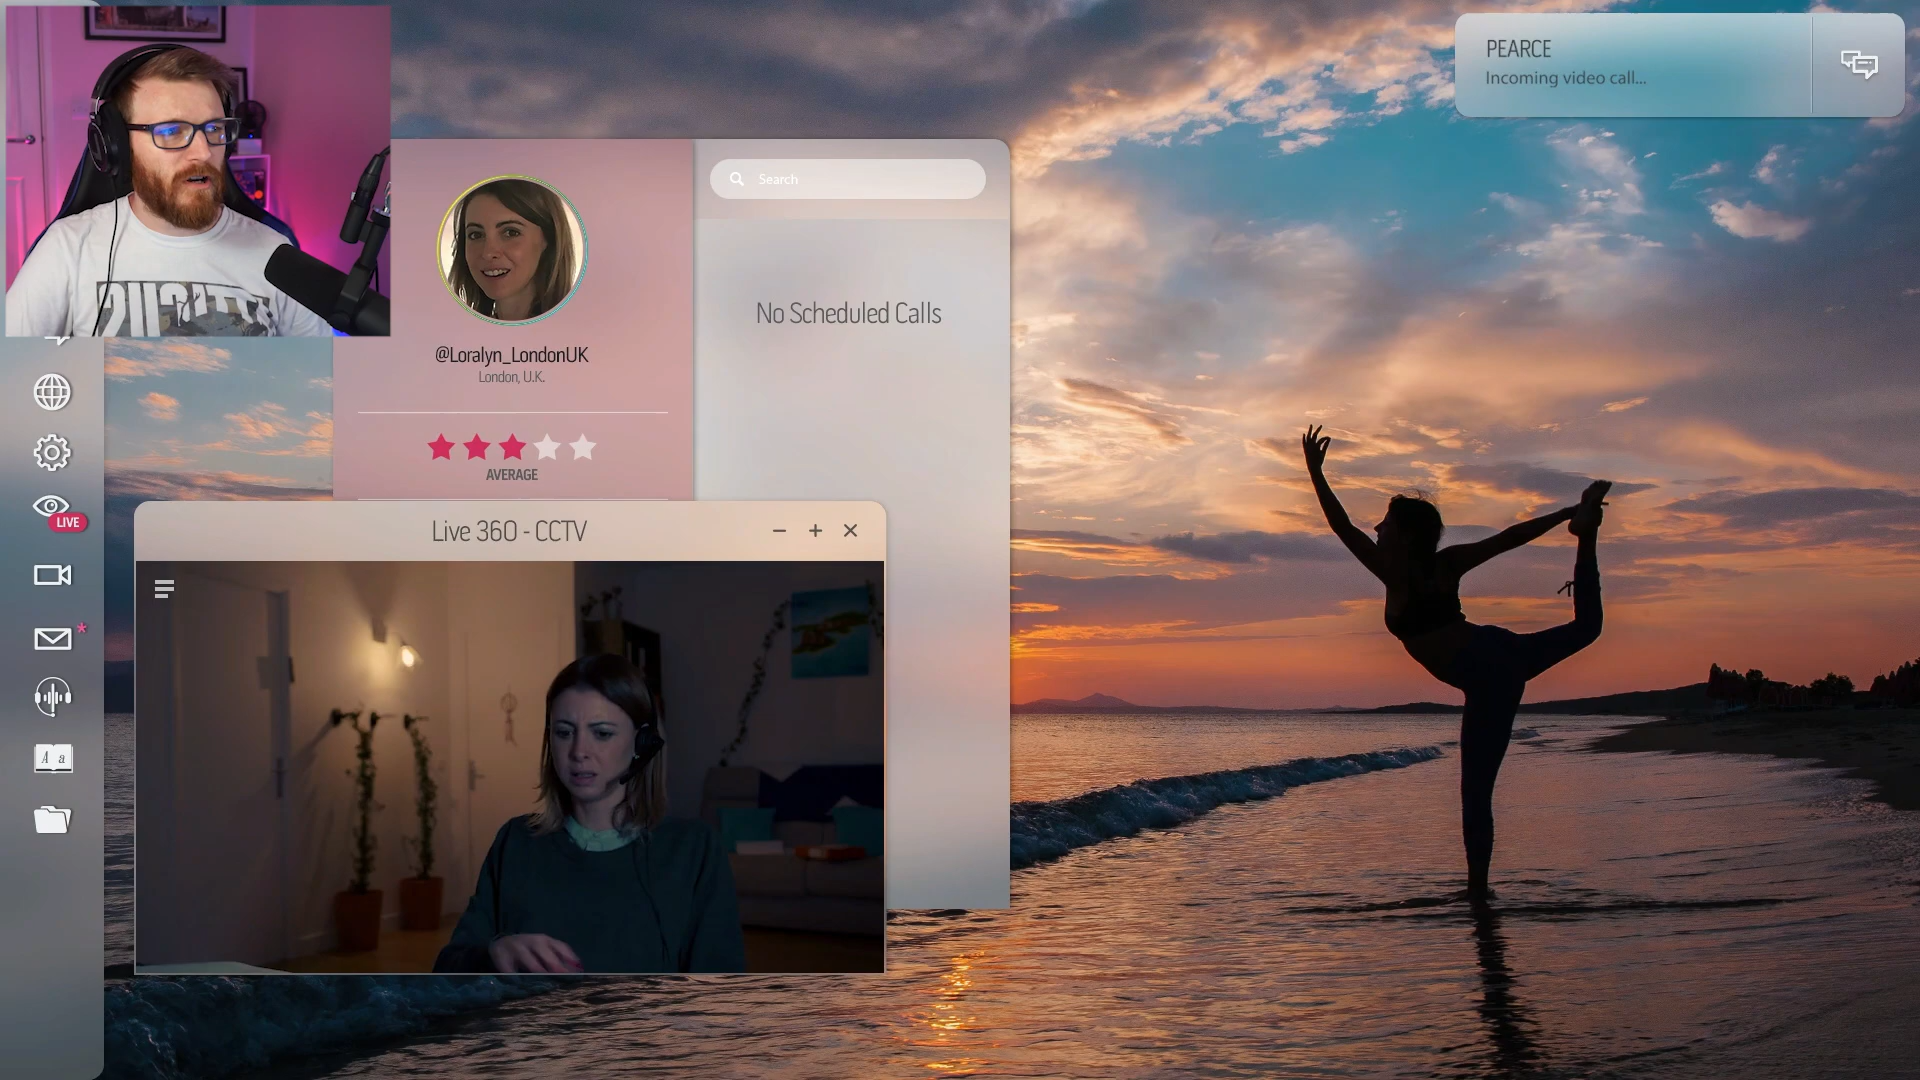 PEARCE
Incoming video call...
Search
No Scheduled Calls
@Loralyn_LondonUK
London, U.K.
AVERAGE
LIVE
Live 360 - CCTV
A a